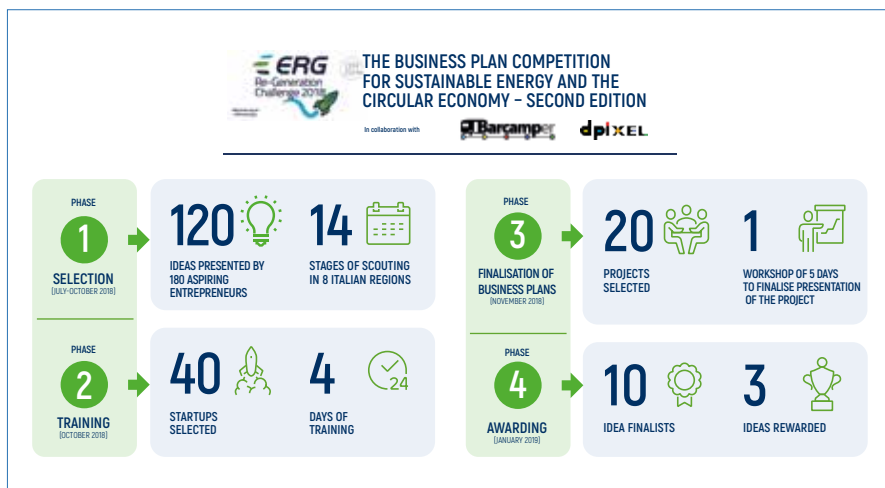 ERG
Re-Generation
Challenge 2018
THE BUSINESS PLAN COMPETITION
FOR SUSTAINABLE ENERGY AND THE
CIRCULAR ECONOMY – SECOND EDITION
In collaboration with
Barcamper
dpixel
PHASE
1
SELECTION
(JULY-OCTOBER 2018)
120
IDEAS PRESENTED BY
180 ASPIRING
ENTREPRENEURS
14
STAGES OF SCOUTING
IN 8 ITALIAN REGIONS
PHASE
2
TRAINING
(OCTOBER 2018)
40
STARTUPS
SELECTED
4
24
DAYS OF
TRAINING
PHASE
3
FINALISATION OF
BUSINESS PLANS
(NOVEMBER 2018)
20
PROJECTS
SELECTED
1
WORKSHOP OF 5 DAYS
TO FINALISE PRESENTATION
OF THE PROJECT
PHASE
4
AWARDING
(JANUARY 2019)
10
IDEA FINALISTS
3
IDEAS REWARDED